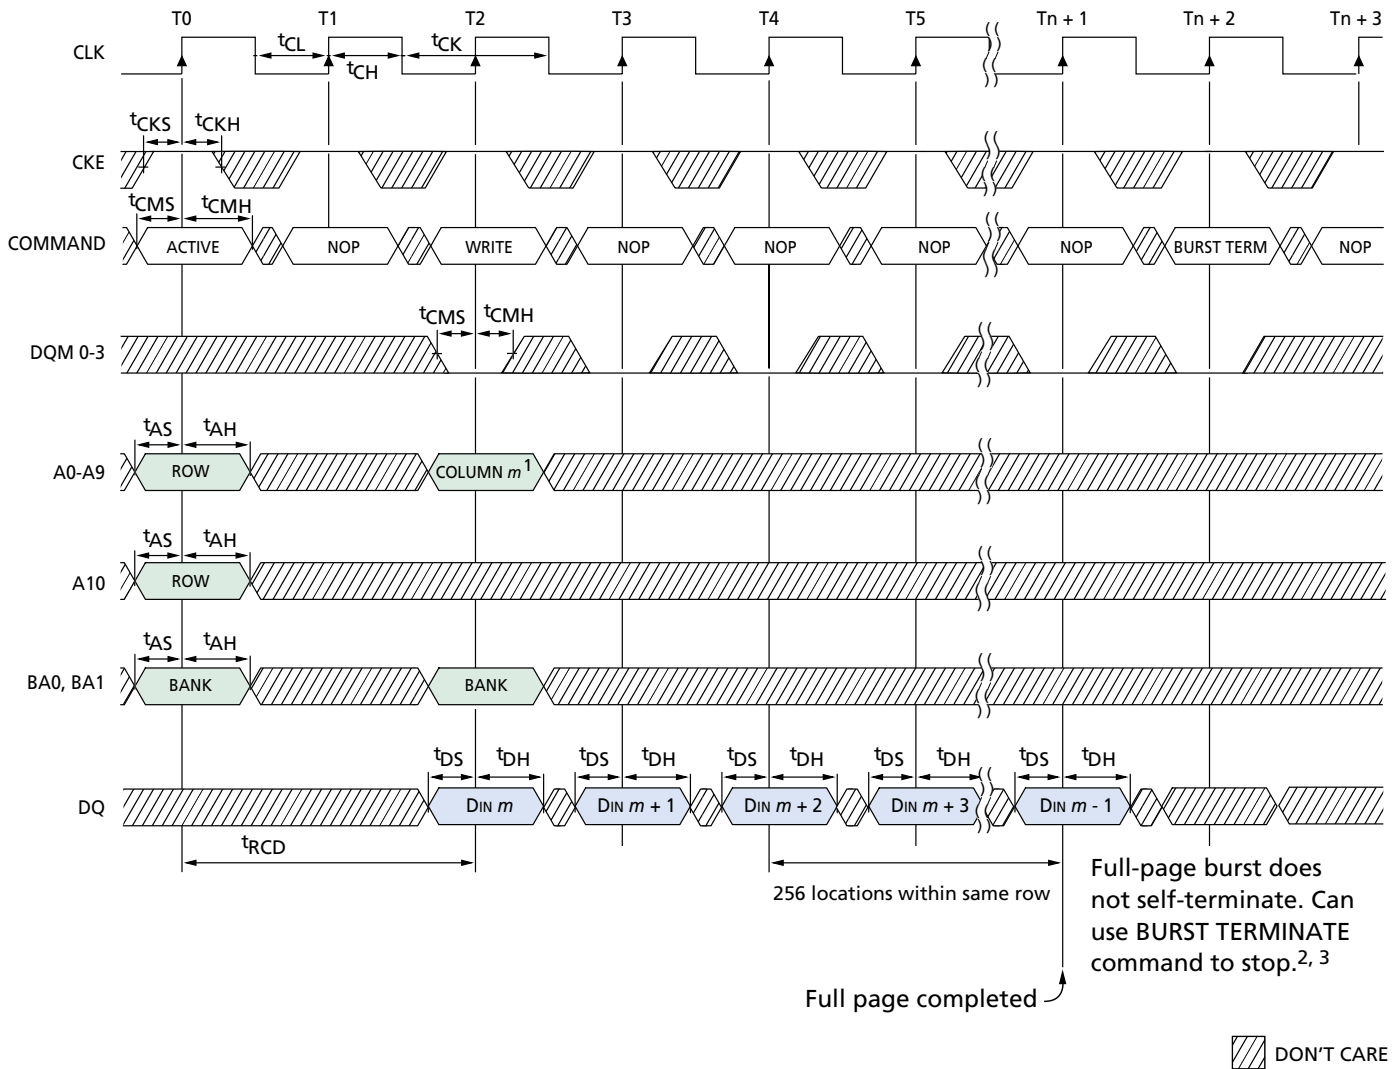 T0 T1 T2 T3 T4 T5 Tn + 1 Tn + 2 Tn + 3
CLK
tCL tCK
tCH
tCKS tCKH
CKE
tCMS tCMH
COMMAND ACTIVE NOP WRITE NOP NOP NOP NOP BURST TERM NOP
tCMS tCMH
DQM 0-3
tAS tAH
A0-A9 ROW COLUMN m1
tAS tAH
A10 ROW
tAS tAH
BA0, BA1 BANK BANK
tDS tDH tDS tDH tDS tDH tDS tDH tDS tDH
DQ DIN m DIN m + 1 DIN m + 2 DIN m + 3 DIN m - 1
tRCD
256 locations within same row
Full-page burst does
not self-terminate. Can
use BURST TERMINATE
command to stop.2, 3
Full page completed
DON'T CARE